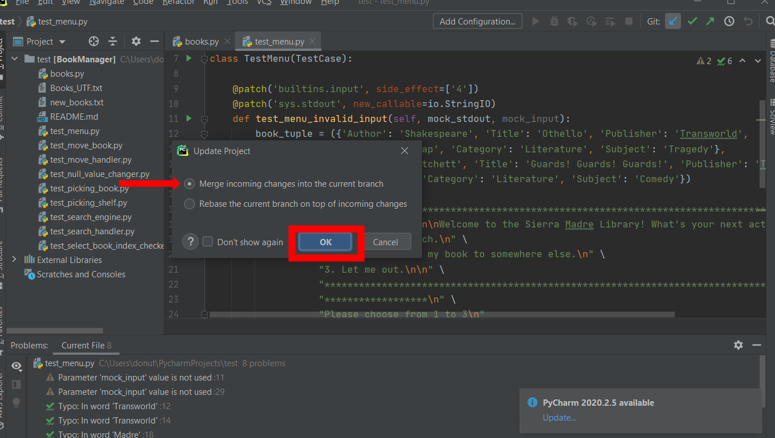 File Edit View Navigate Code Refactor Run Tools VCS Window Help test - test_menu.py
test test_menu.py
Add Configuration...
Git:
Project
books.py
test_menu.py
test [BookManager] C:\Users\do
books.py
Books_UTF.txt
new_books.txt
README.md
test_menu.py
test_move_book.py
test_move_handler.py
test_null_value_changer.py
test_picking_book.py
test_picking_shelf.py
test_search_engine.py
test_search_handler.py
test_select_book_index_checke
External Libraries
Scratches and Consoles
Database
SciView
2 6
7 class TestMenu(TestCase):
8
9 @patch('builtins.input', side_effect=['4'])
10 @patch('sys.stdout', new_callable=io.StringIO)
11 def test_menu_invalid_input(self, mock_stdout, mock_input):
12 book_tuple = ({'Author': 'Shakespeare', 'Title': 'Othello', 'Publisher': 'Transworld',
ap', 'Category': 'Literature', 'Subject': 'Tragedy'},
tchett', 'Title': 'Guards! Guards! Guards!', 'Publisher': 'T
'Category': 'Literature', 'Subject': 'Comedy'})
\n\nWelcome to the Sierra Madre Library! What's your next act
ch.\n" \
my book to somewhere else.\n" \
21 "3. Let me out.\n\n" \
22 "**************************************************************************
23 "******************\n" \
24 "Please choose from 1 to 3\n"
Update Project
Merge incoming changes into the current branch
Rebase the current branch on top of incoming changes
? Don't show again OK Cancel
Problems: Current File 8
test_menu.py C:\Users\donut\PycharmProjects\test 8 problems
Parameter 'mock_input' value is not used :11
Parameter 'mock_input' value is not used :29
Typo: In word 'Transworld' :12
Typo: In word 'Transworld' :14
Typo: In word 'Madre' :18
PyCharm 2020.2.5 available
Update...